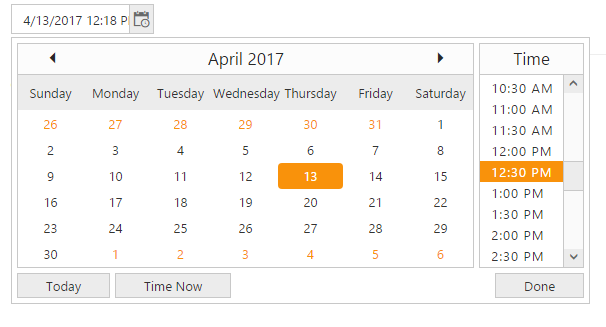 4/13/2017 12:18 P
April 2017
Time
Sunday Monday Tuesday Wednesday Thursday Friday Saturday
26 27 28 29 30 31 1
2 3 4 5 6 7 8
9 10 11 12 13 14 15
16 17 18 19 20 21 22
23 24 25 26 27 28 29
30 1 2 3 4 5 6
10:30 AM
11:00 AM
11:30 AM
12:00 PM
12:30 PM
1:00 PM
1:30 PM
2:00 PM
2:30 PM
Today
Time Now
Done